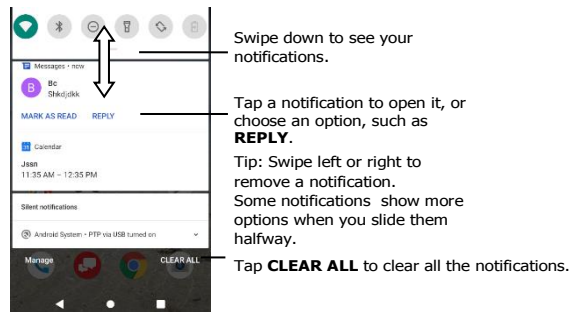 Messages • now
Bc
Shkdjdkk
MARK AS READ REPLY
31 Calendar
Jssn
11:35 AM – 12:35 PM
Silent notifications
Android System • PTP via USB turned on
Manage CLEAR ALL
Swipe down to see your
notifications.
Tap a notification to open it, or
choose an option, such as
REPLY.
Tip: Swipe left or right to
remove a notification.
Some notifications show more
options when you slide them
halfway.
Tap CLEAR ALL to clear all the notifications.